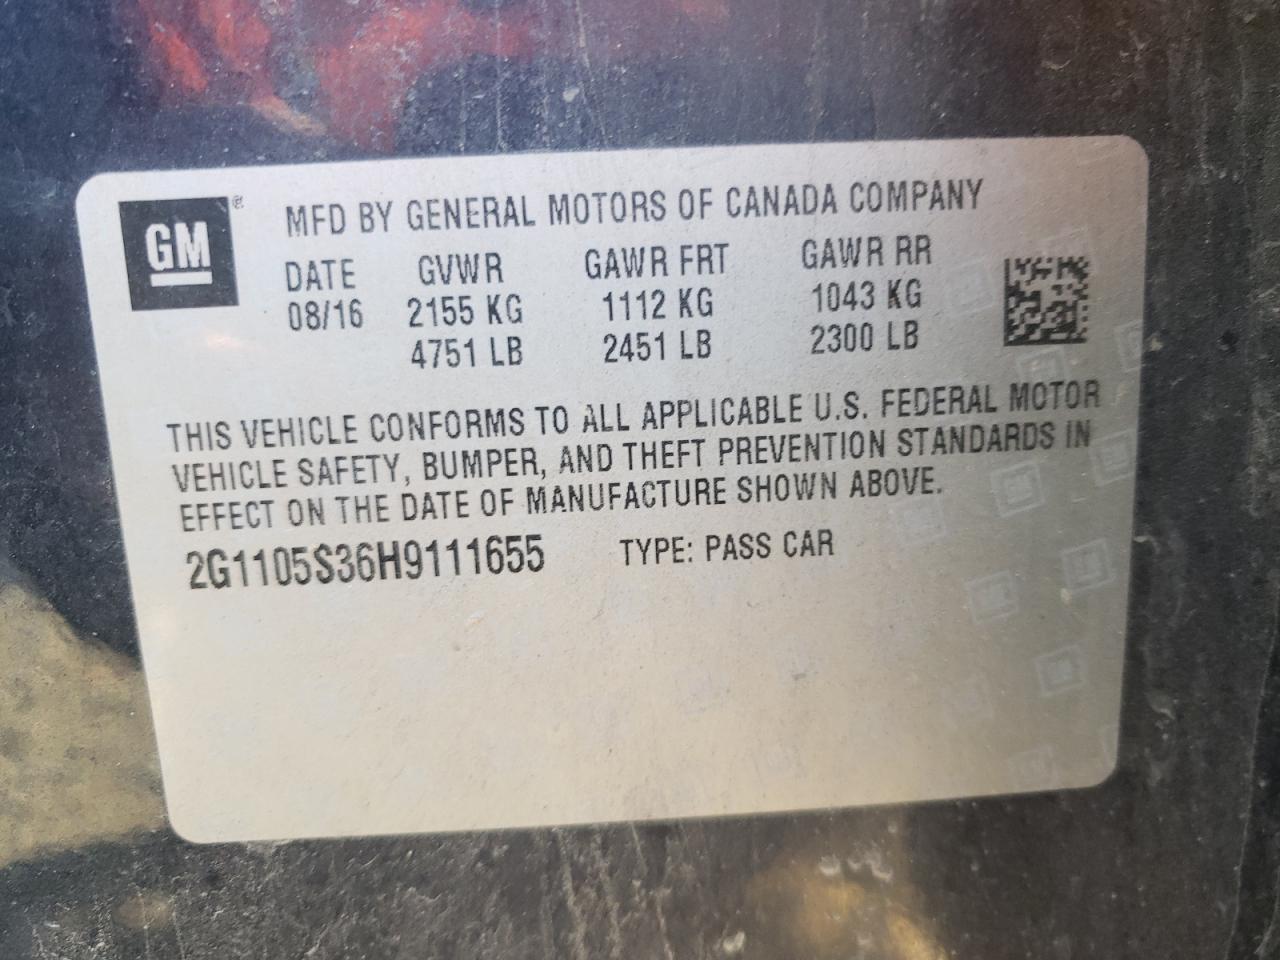 GM®
MFD BY GENERAL MOTORS OF CANADA COMPANY
DATE GVWR GAWR FRT GAWR RR
08/16 2155 KG 1112 KG 1043 KG
4751 LB 2451 LB 2300 LB
THIS VEHICLE CONFORMS TO ALL APPLICABLE U.S. FEDERAL MOTOR
VEHICLE SAFETY, BUMPER, AND THEFT PREVENTION STANDARDS IN
EFFECT ON THE DATE OF MANUFACTURE SHOWN ABOVE.
2G1105S36H9111655 TYPE: PASS CAR